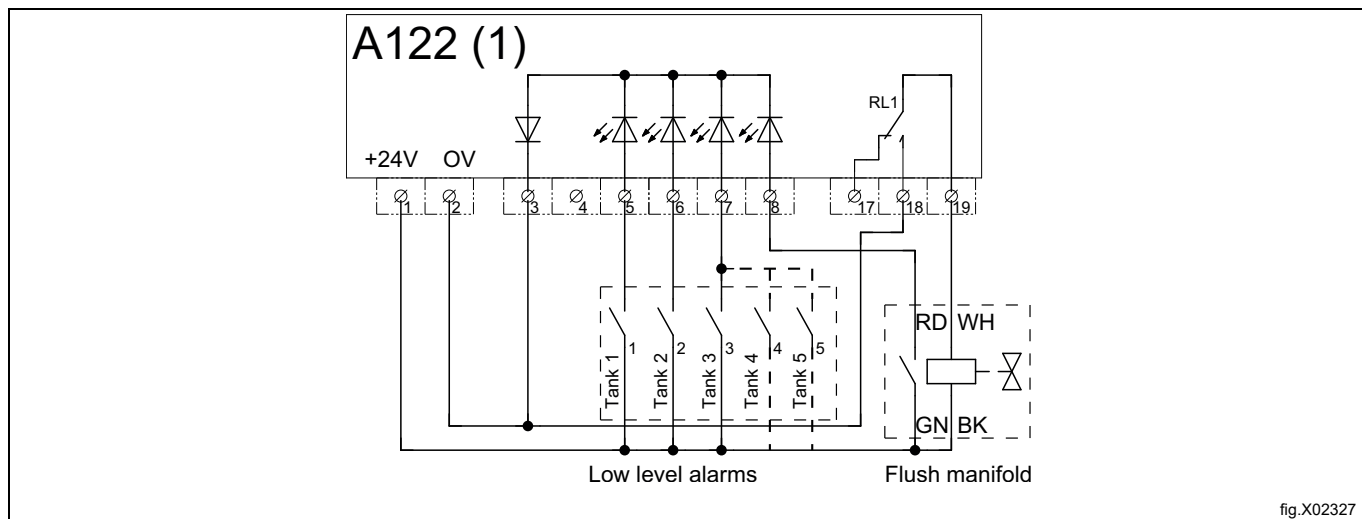 A122 (1)
RL1
+24V OV
1 2 3 4 5 6 7 8 17 18 19
RD WH
Tank 1 1 Tank 2 2 Tank 3 3 Tank 4 4 Tank 5 5
GN BK
Low level alarms Flush manifold
fig.X02327